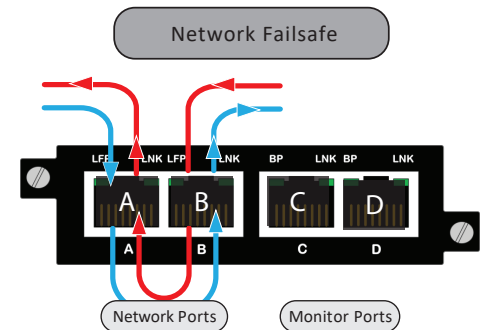 Network Failsafe
LFP LNK LFP LNK BP LNK BP LNK
A B C D
A B C D
Network Ports Monitor Ports